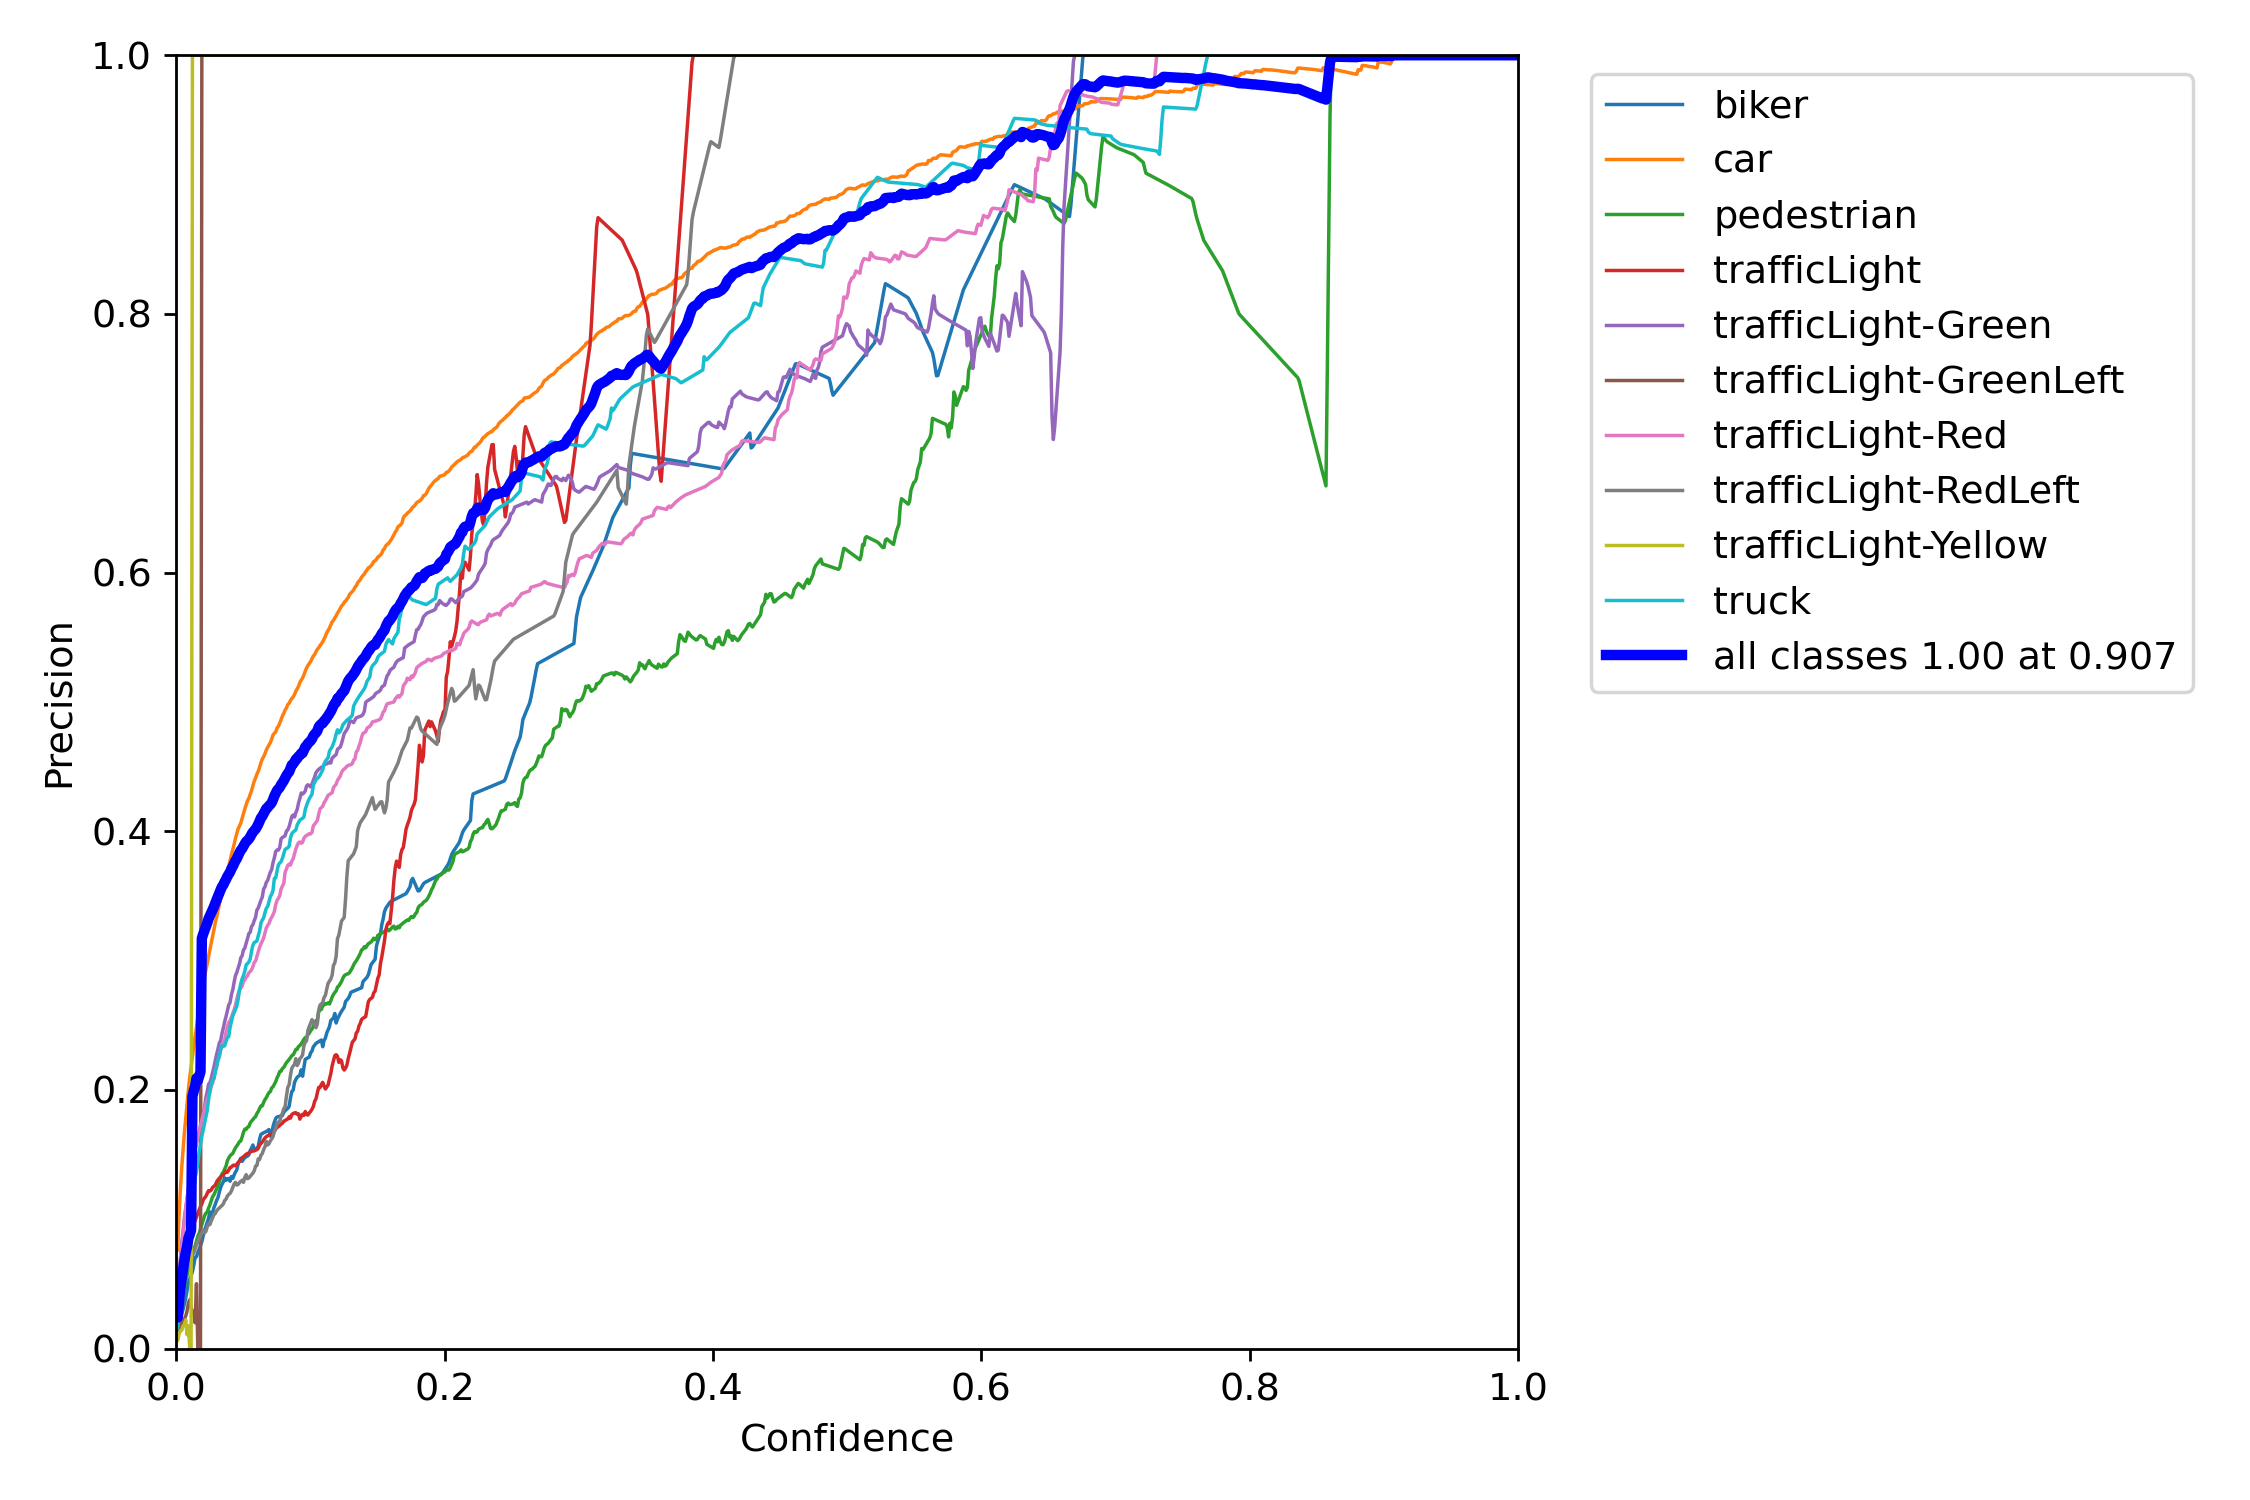 1.0
0.8
0.6
0.4
0.2
0.0
Precision
0.0 0.2 0.4 0.6 0.8 1.0
Confidence
biker
car
pedestrian
trafficLight
trafficLight-Green
trafficLight-GreenLeft
trafficLight-Red
trafficLight-RedLeft
trafficLight-Yellow
truck
all classes 1.00 at 0.907